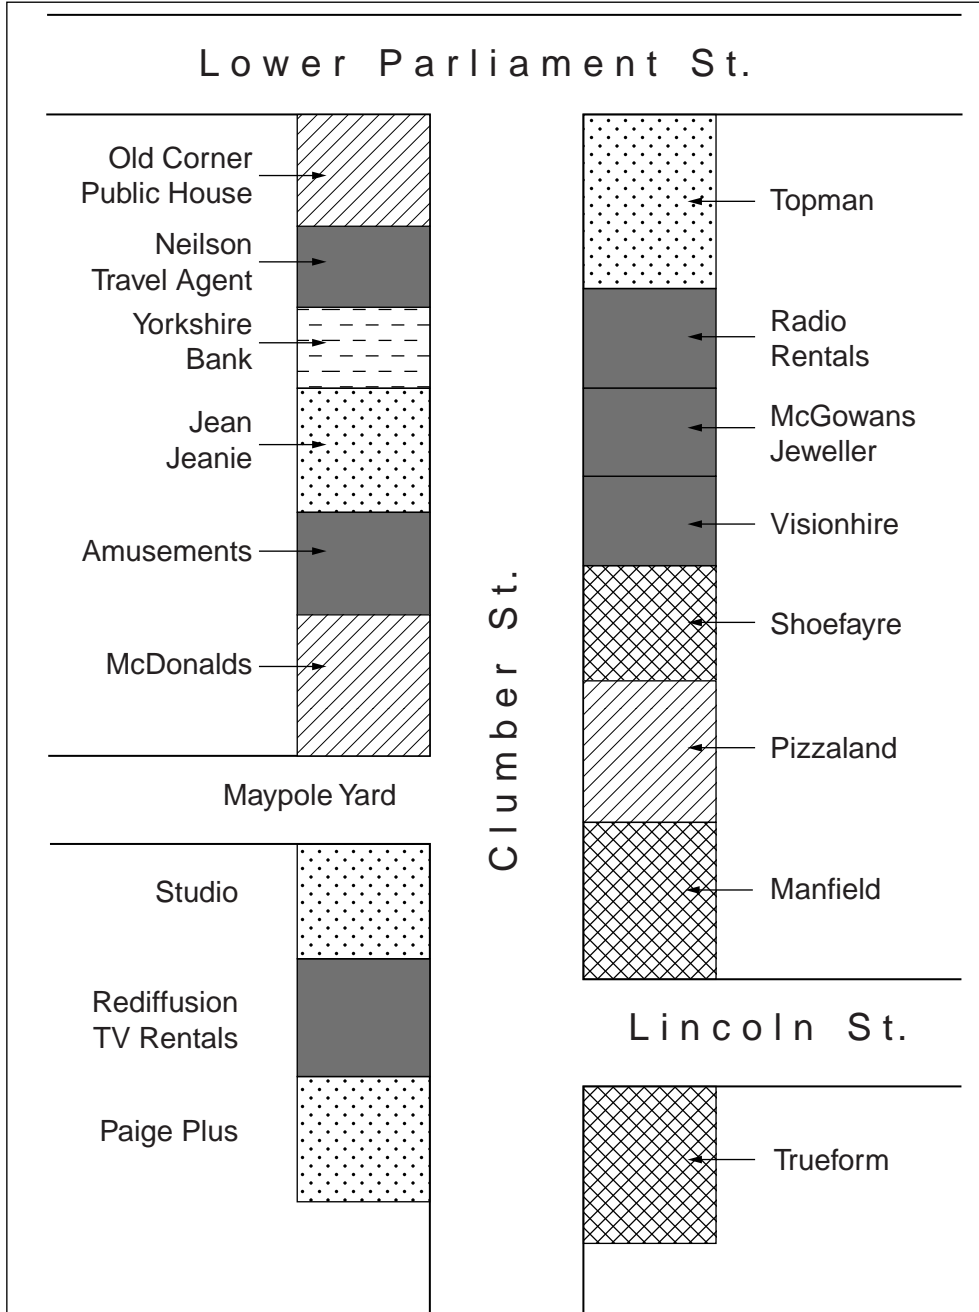 Lower Parliament St.
Old Corner
Public House
Neilson
Travel Agent
Yorkshire
Bank
Jean
Jeanie
Amusements
McDonalds
Maypole Yard
Studio
Rediffusion
TV Rentals
Paige Plus
Clumber St.
Topman
Radio
Rentals
McGowans
Jeweller
Visionhire
Shoefayre
Pizzaland
Manfield
Lincoln St.
Trueform